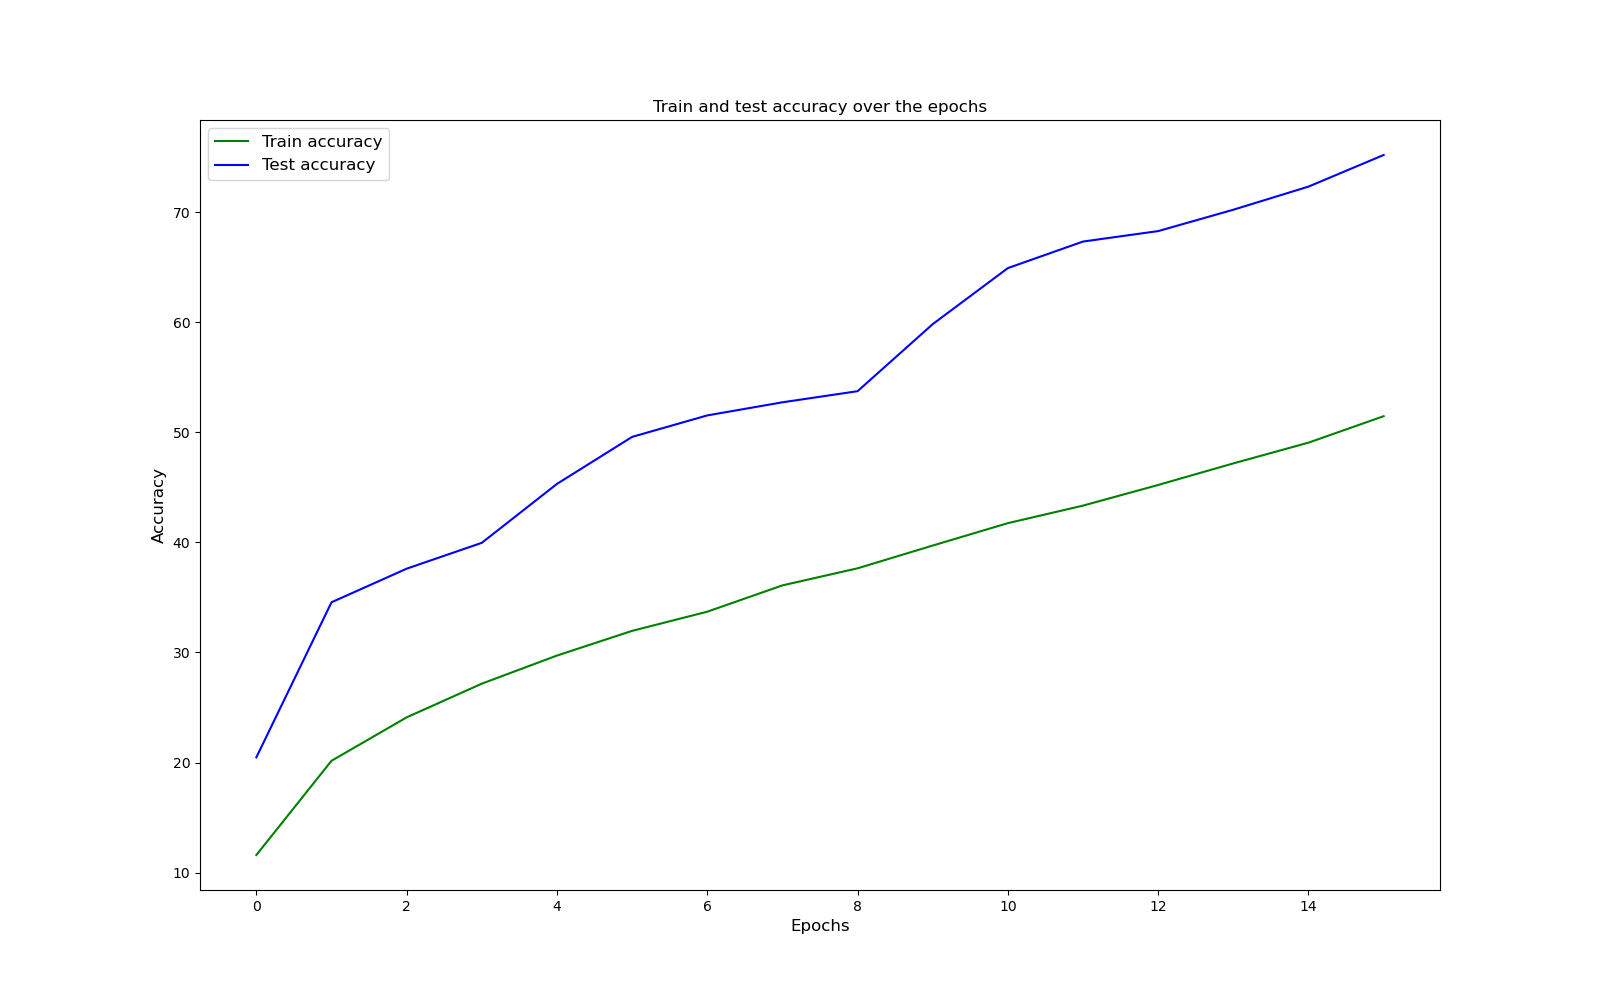 Train and test accuracy over the epochs
Train accuracy
Test accuracy
70
60
50
40
30
20
10
Accuracy
0 2 4 6 8 10 12 14
Epochs